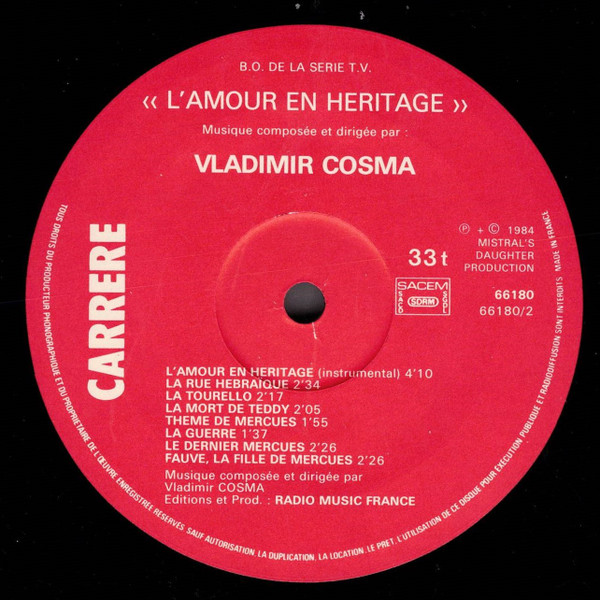 B.O. DE LA SERIE T.V.
‹‹ L'AMOUR EN HERITAGE ››
Musique composée et dirigée par :
VLADIMIR COSMA
CARRERE
33 t
SACEM
SACD
SDRM
SGDL
℗ + © 1984
MISTRAL'S
DAUGHTER
PRODUCTION
66180
66180/2
L'AMOUR EN HERITAGE (instrumental) 4'10
LA RUE HEBRAIQUE 2'34
LA TOURELLO 2'17
LA MORT DE TEDDY 2'05
THEME DE MERCUES 1'55
LA GUERRE 1'37
LE DERNIER MERCUES 2'26
FAUVE, LA FILLE DE MERCUES 2'26
Musique composée et dirigée par
Vladimir COSMA
Editions et Prod. : RADIO MUSIC FRANCE
TOUS DROITS DU PRODUCTEUR PHONOGRAPHIQUE ET DU PROPRIETAIRE DE L'ŒUVRE ENREGISTREE RESERVES. SAUF AUTORISATION, LA DUPLICATION, LA LOCATION, LE PRET, L'UTILISATION DE CE DISQUE POUR EXECUTION PUBLIQUE ET RADIODIFFUSION SONT INTERDITS. MADE IN FRANCE